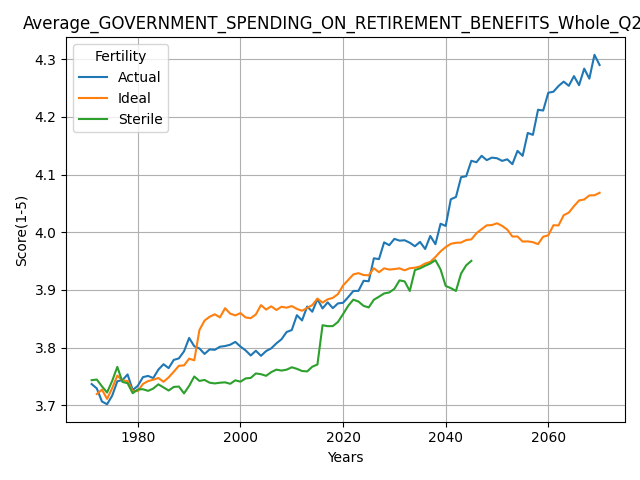 Average_GOVERNMENT_SPENDING_ON_RETIREMENT_BENEFITS_Whole_Q2
Fertility
Actual
Ideal
Sterile
Score(1-5)
4.3
4.2
4.1
4.0
3.9
3.8
3.7
1980 2000 2020 2040 2060
Years